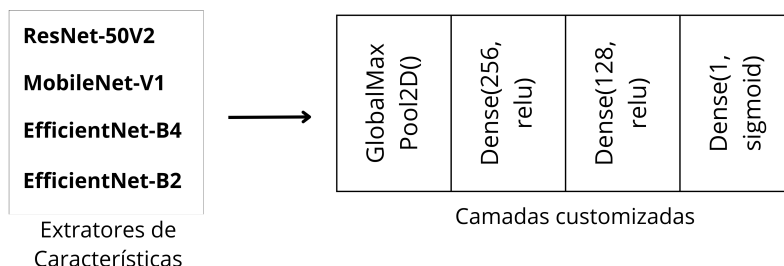 ResNet-50V2
MobileNet-V1
EfficientNet-B4
EfficientNet-B2
Extratores de
Características
GlobalMax
Pool2D()
Dense(256,
relu)
Dense(128,
relu)
Dense(1,
sigmoid)
Camadas customizadas